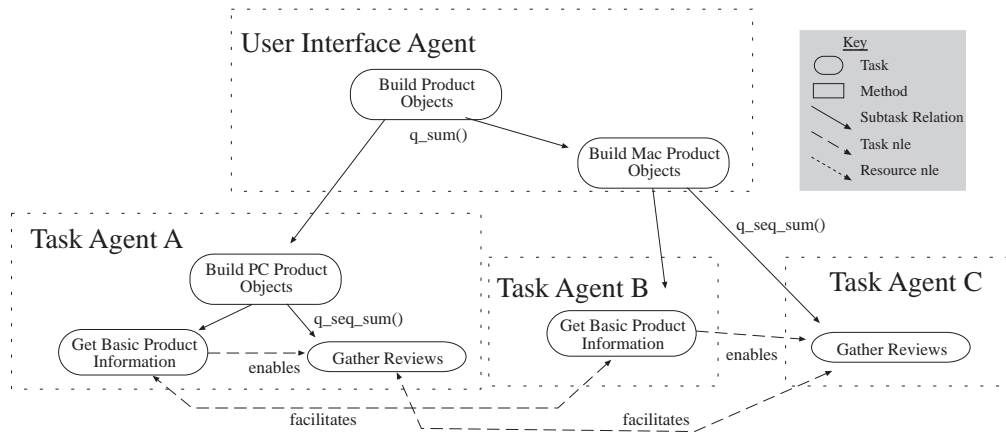 User Interface Agent
Build Product
Objects
q_sum()
Build Mac Product
Objects
Key
Task
Method
Subtask Relation
Task nle
Resource nle
Task Agent A
Build PC Product
Objects
q_seq_sum()
Get Basic Product
Information
enables
Gather Reviews
facilitates
Task Agent B
Get Basic Product
Information
q_seq_sum()
enables
Task Agent C
Gather Reviews
facilitates